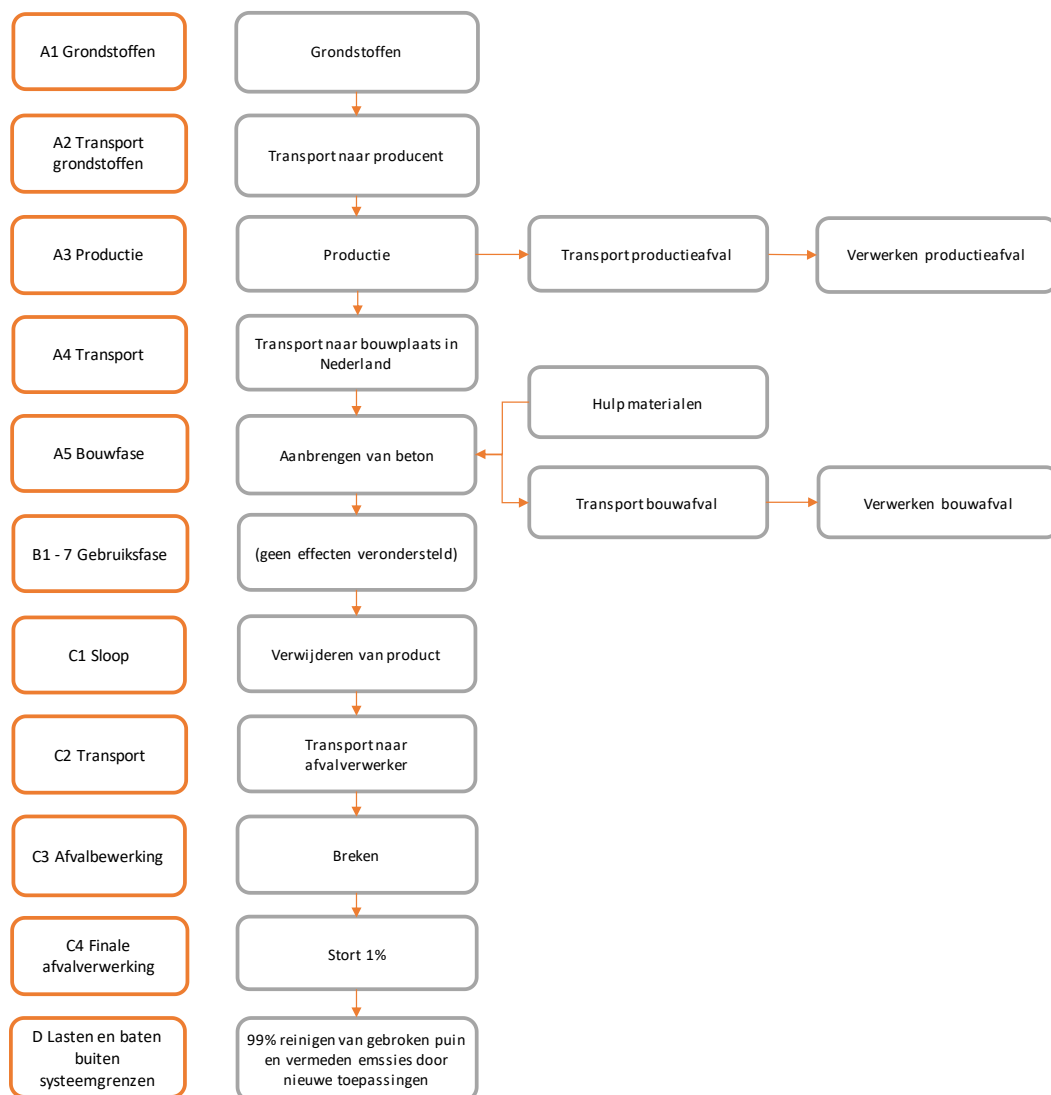 A1 Grondstoffen
Grondstoffen
A2 Transport
grondstoffen
Transport naar producent
A3 Productie
Productie
Transport productieafval
Verwerken productieafval
A4 Transport
Transport naar bouwplaats in
Nederland
Hulp materialen
A5 Bouwfase
Aanbrengen van beton
Transport bouwafval
Verwerken bouwafval
B1 - 7 Gebruiksfase
(geen effecten verondersteld)
C1 Sloop
Verwijderen van product
C2 Transport
Transport naar
afvalverwerker
C3 Afvalbewerking
Breken
C4 Finale
afvalverwerking
Stort 1%
D Lasten en baten
buiten
systeemgrenzen
99% reinigen van gebroken puin
en vermeden emssies door
nieuwe toepassingen